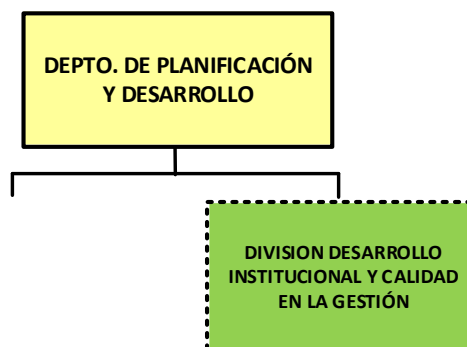 DEPTO. DE PLANIFICACIÓN
Y DESARROLLO
DIVISION DESARROLLO
INSTITUCIONAL Y CALIDAD
EN LA GESTIÓN